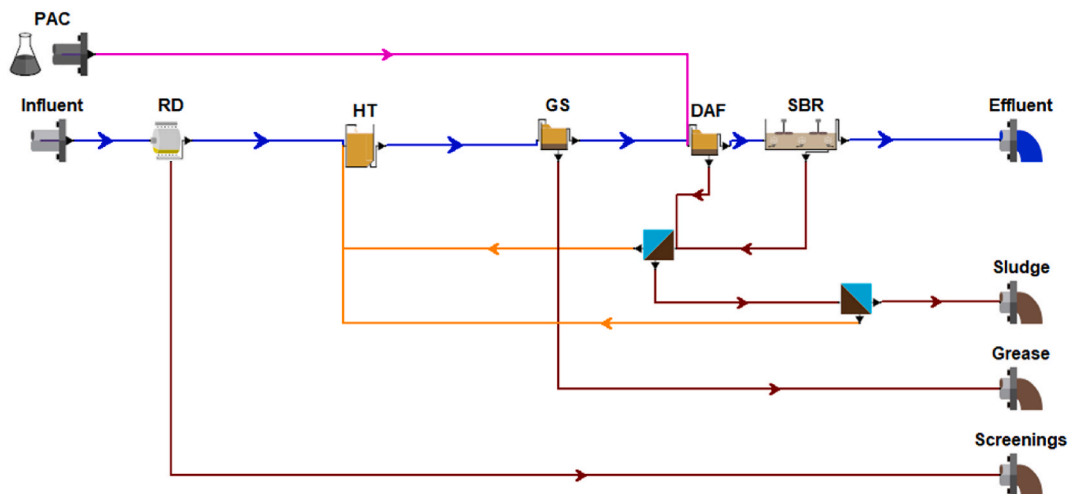 PAC
Influent
RD
HT
GS
DAF
SBR
Effluent
Sludge
Grease
Screenings